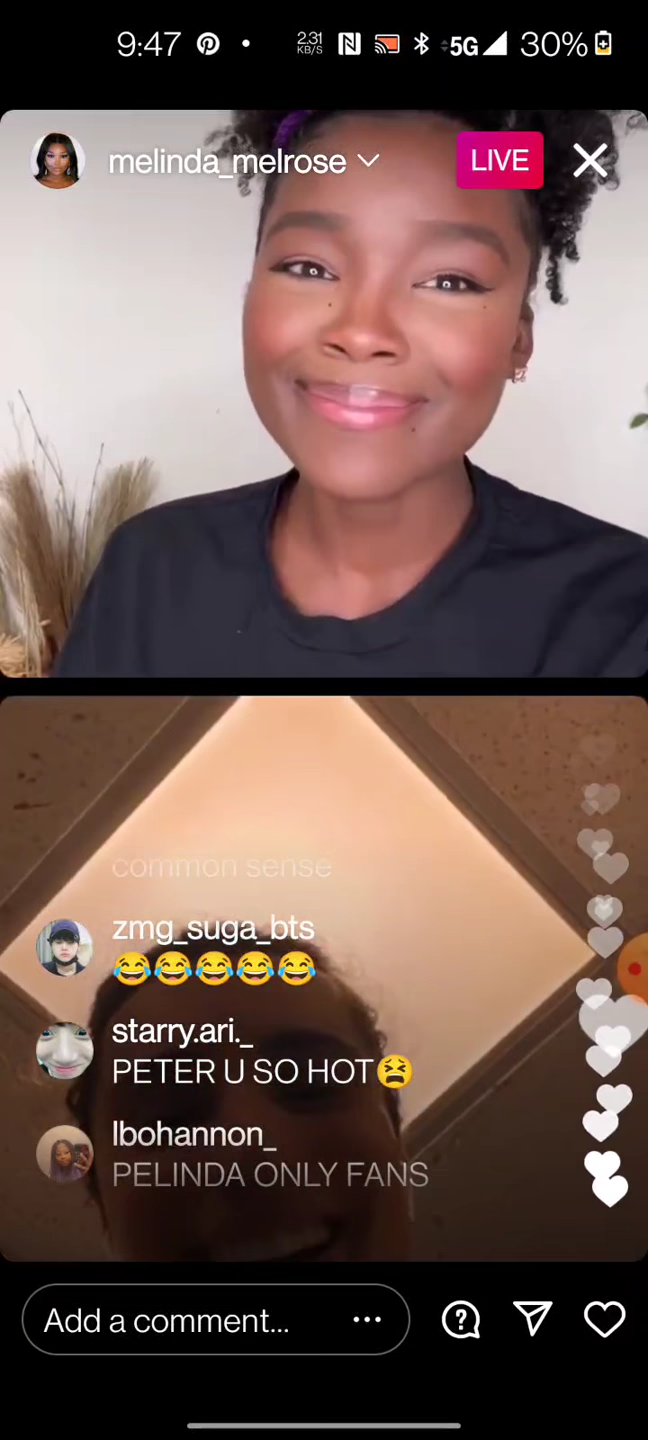 9:47
2.31
KB/S
5G
30%
melinda_melrose
LIVE
common sense
zmg_suga_bts
😂😂😂😂😂
starry.ari._
PETER U SO HOT😫
lbohannon_
PELINDA ONLY FANS
Add a comment...